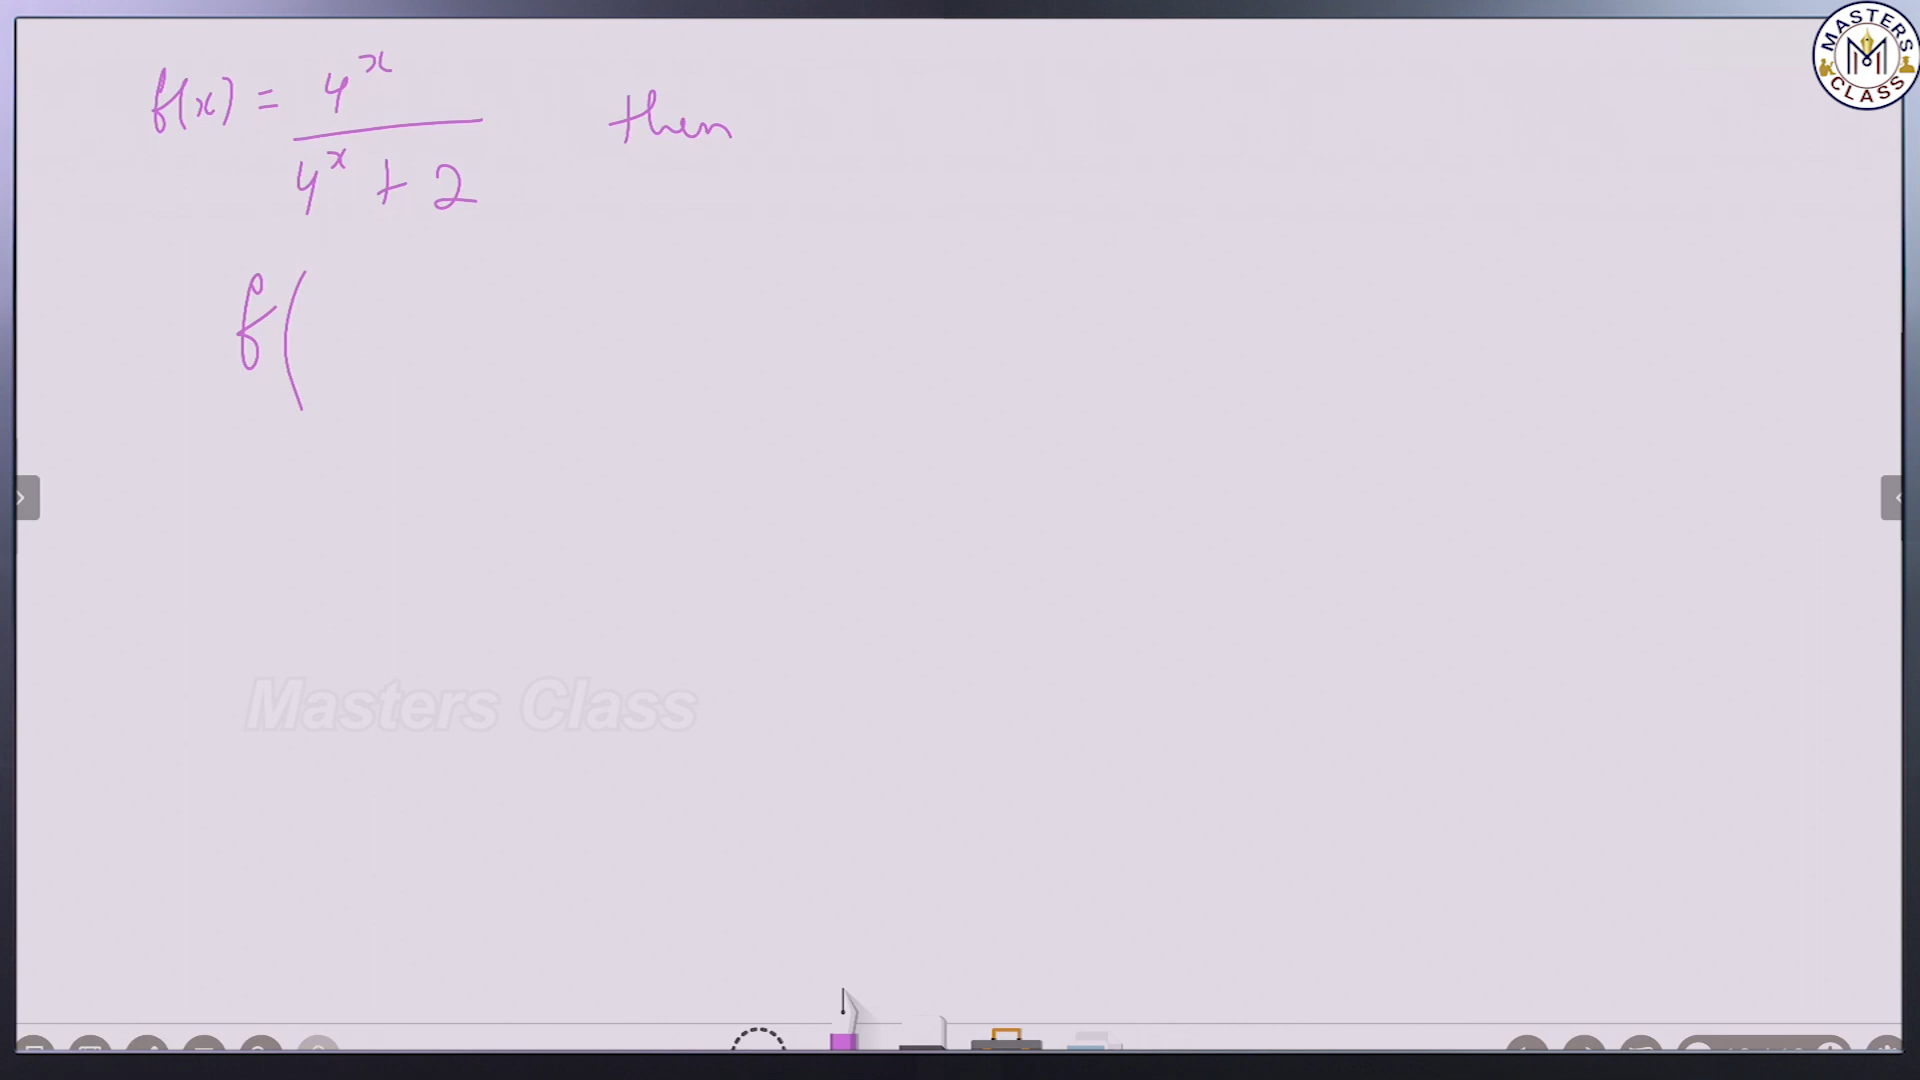 f(x) = 4^x / (4^x + 2) then
f(
Masters Class
MASTERS
M
CLASS